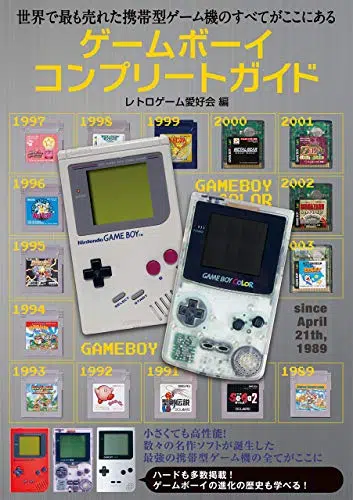 世界で最も売れた携帯型ゲーム機のすべてがここにある
ゲームボーイ
コンプリートガイド
レトロゲーム愛好会 編
1997
1998
1999
2000
2001
1996
GAMEBOY
COLOR
2002
Nintendo GAME BOY
1995
003
GAME BOY COLOR
since
April
21th,
1989
1994
GAMEBOY
1993
1992
1991
1989
小さくても高性能!
数々の名作ソフトが誕生した
最強の携帯型ゲーム機の全てがここに
ハードも多数掲載!
ゲームボーイの進化の歴史も学べる!